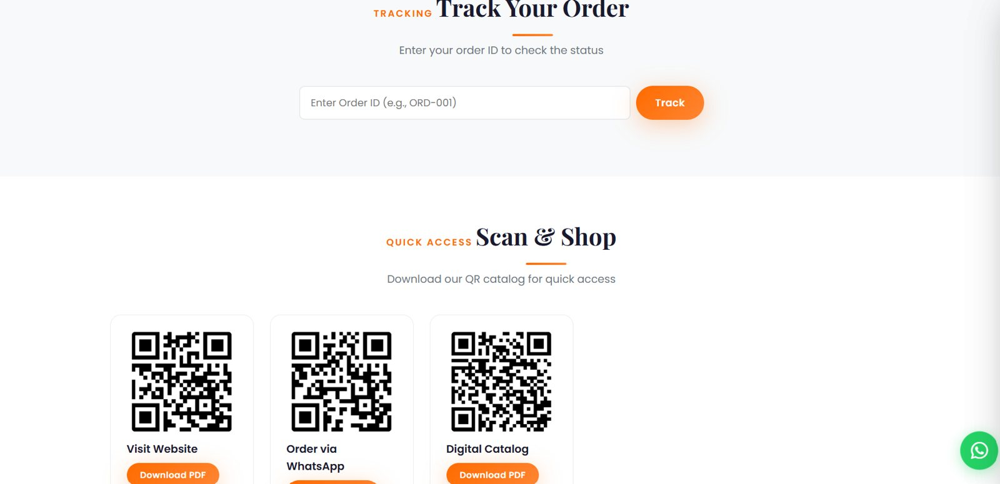 TRACKING Track Your Order
Enter your order ID to check the status
Enter Order ID (e.g., ORD-001)
Track
QUICK ACCESS Scan & Shop
Download our QR catalog for quick access
Visit Website
Download PDF
Order via
WhatsApp
Digital Catalog
Download PDF